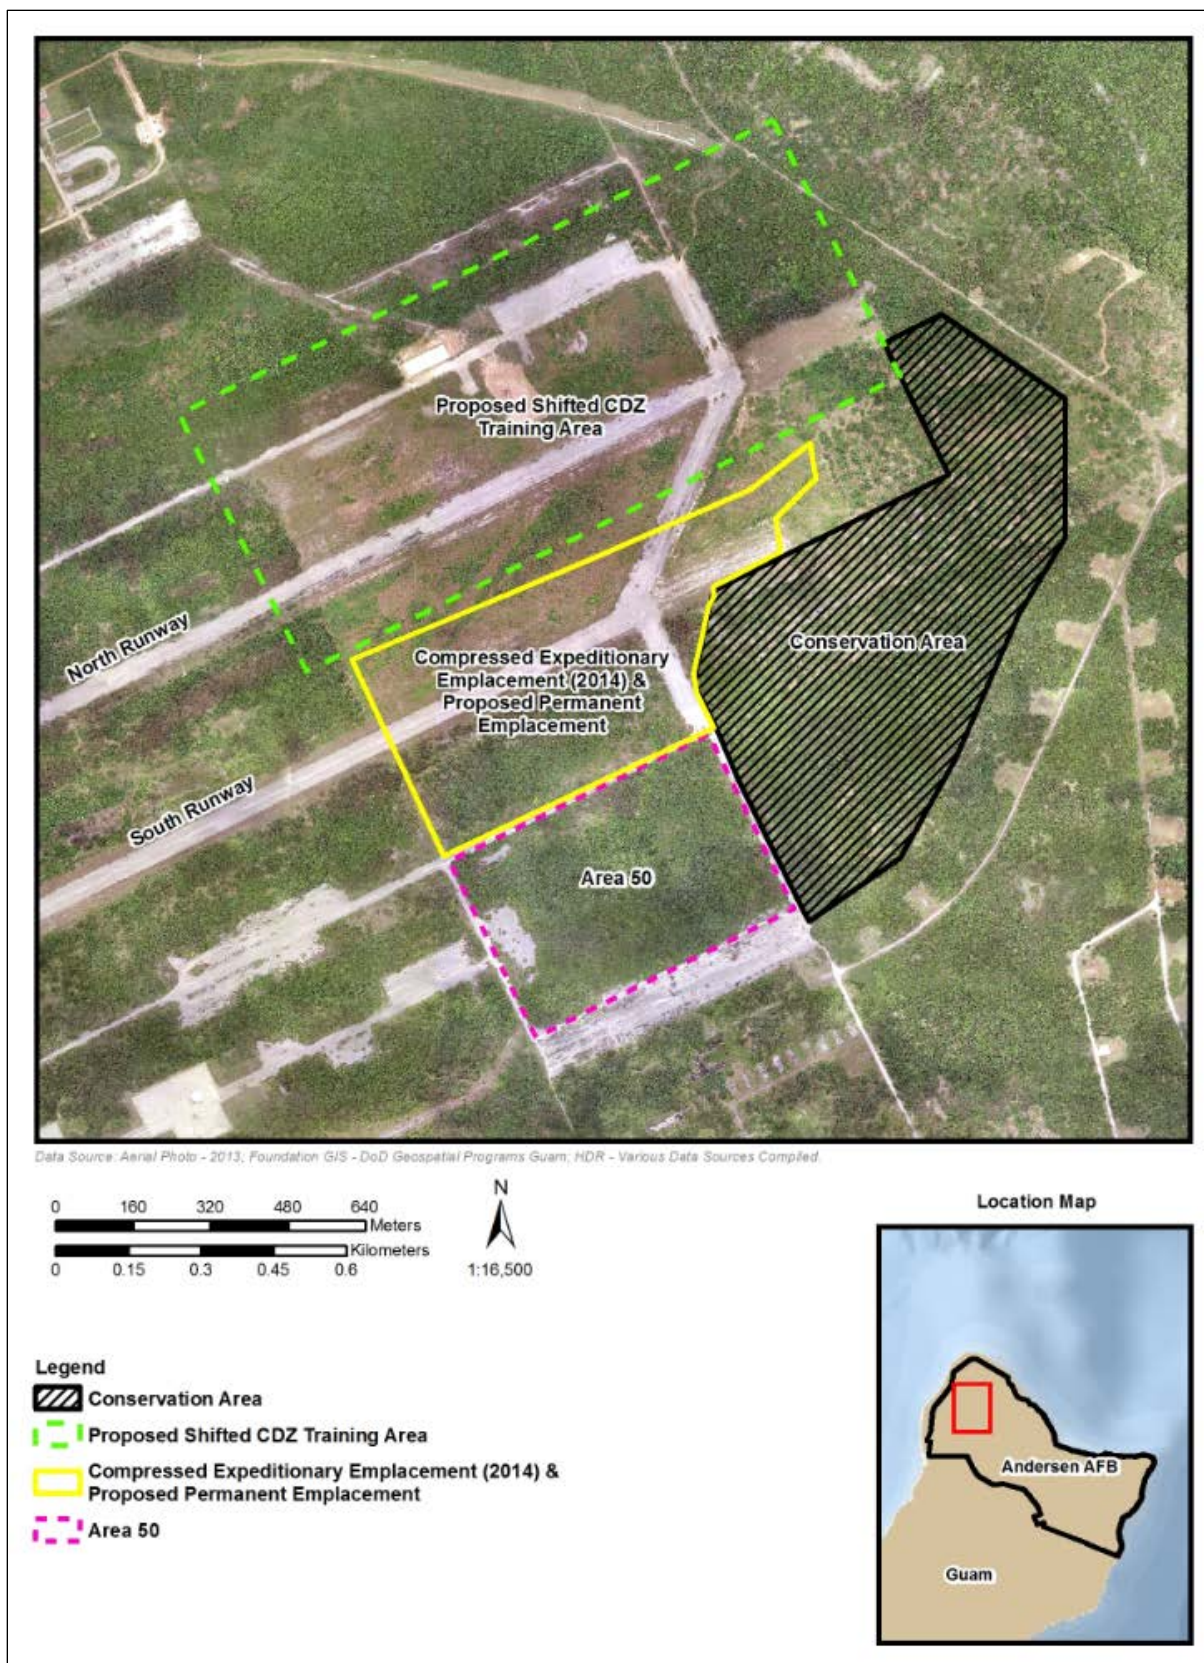 Proposed Shifted CDZ
Training Area
North Runway
Compressed Expeditionary
Emplacement (2014) &
Proposed Permanent
Emplacement
Conservation Area
South Runway
Area 50
Data Source: Aerial Photo - 2013; Foundation GIS - DoD Geospatial Programs Guam; HDR - Various Data Sources Compiled.
0 160 320 480 640
Meters
Kilometers
0 0.15 0.3 0.45 0.6
N
1:16,500
Location Map
Andersen AFB
Guam
Legend
Conservation Area
Proposed Shifted CDZ Training Area
Compressed Expeditionary Emplacement (2014) &
Proposed Permanent Emplacement
Area 50